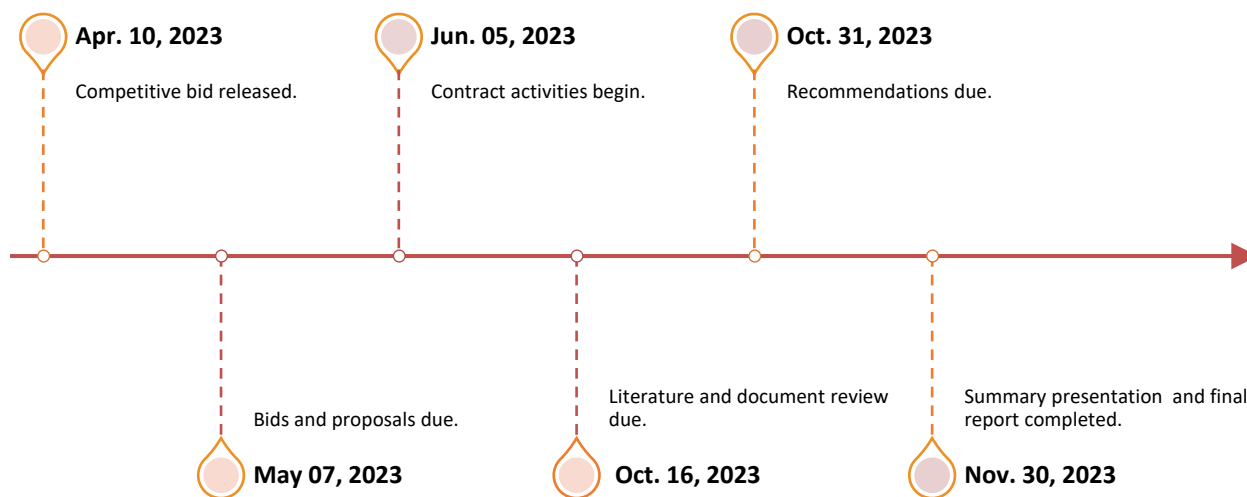 Apr. 10, 2023
Competitive bid released.
Jun. 05, 2023
Contract activities begin.
Oct. 31, 2023
Recommendations due.
Bids and proposals due.
May 07, 2023
Literature and document review
due.
Oct. 16, 2023
Summary presentation and final
report completed.
Nov. 30, 2023